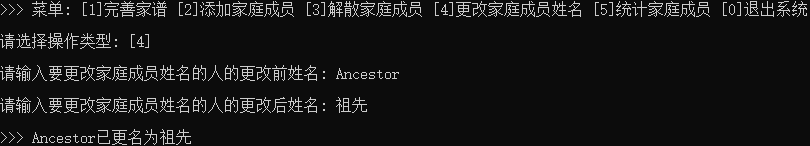 >>> 菜单: [1]完善家谱 [2]添加家庭成员 [3]解散家庭成员 [4]更改家庭成员姓名 [5]统计家庭成员 [0]退出系统
请选择操作类型: [4]
请输入要更改家庭成员姓名的人的更改前姓名: Ancestor
请输入要更改家庭成员姓名的人的更改后姓名: 祖先
>>> Ancestor已更名为祖先